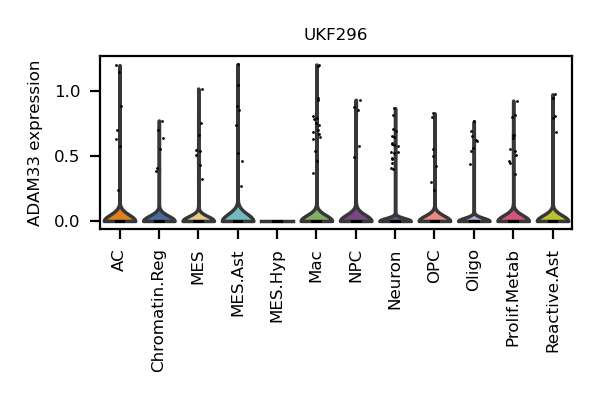 UKF296
ADAM33 expression
1.0
0.5
0.0
AC
Chromatin.Reg
MES
MES.Ast
MES.Hyp
Mac
NPC
Neuron
OPC
Oligo
Prolif.Metab
Reactive.Ast